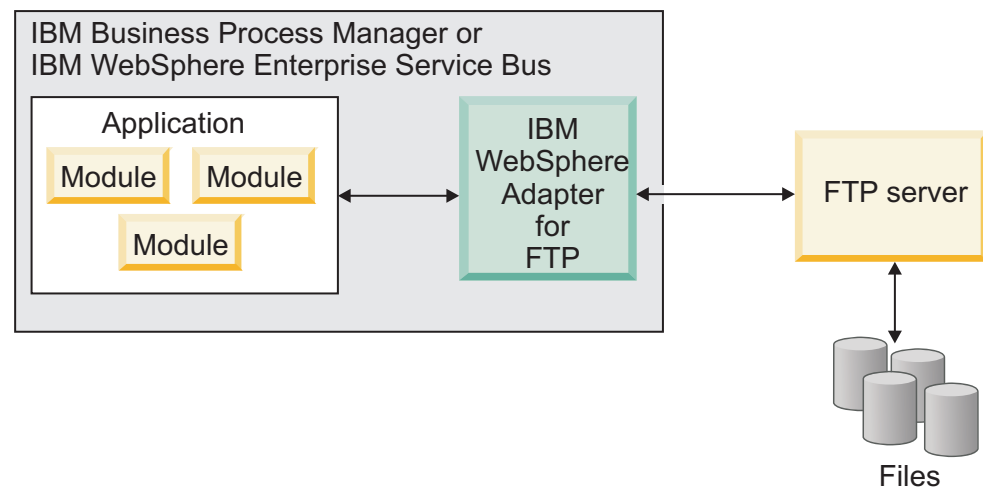 IBM Business Process Manager or
IBM WebSphere Enterprise Service Bus
Application
Module
Module
Module
IBM
WebSphere
Adapter
for
FTP
FTP server
Files